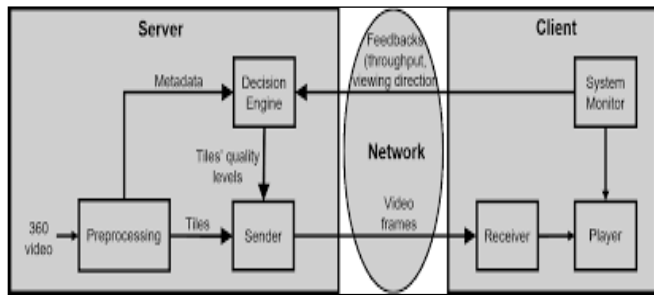 Server
Client
Feedbacks
(throughput,
viewing direction
Metadata
Decision
Engine
System
Monitor
Network
Tiles' quality
levels
360
video
Preprocessing
Tiles
Sender
Video
frames
Receiver
Player